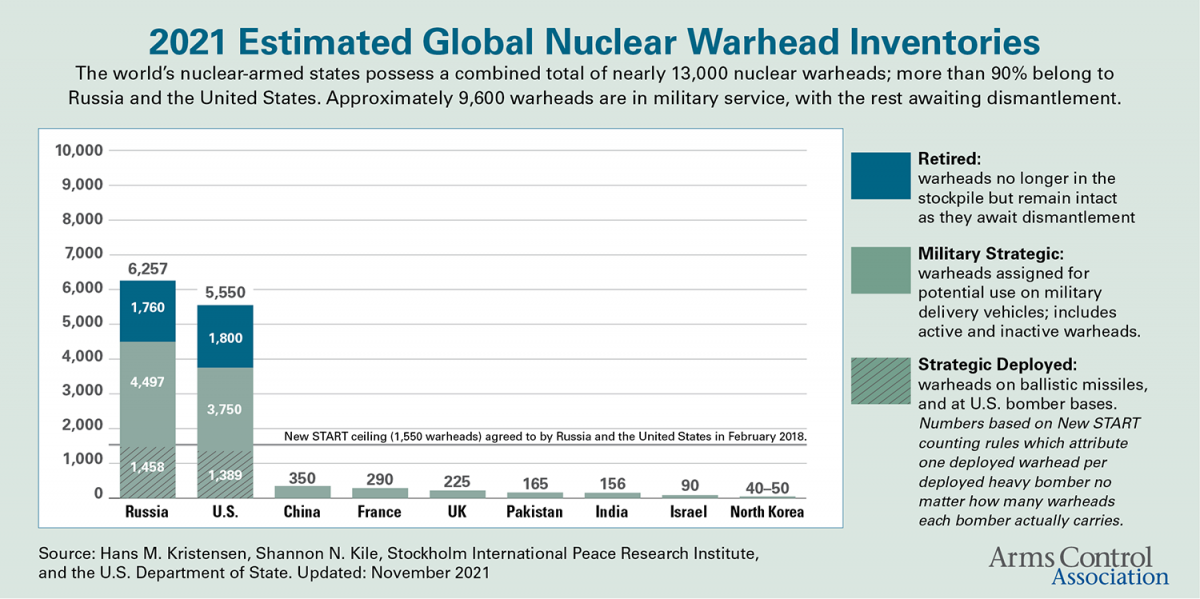 2021 Estimated Global Nuclear Warhead Inventories
The world's nuclear-armed states possess a combined total of nearly 13,000 nuclear warheads; more than 90% belong to
Russia and the United States. Approximately 9,600 warheads are in military service, with the rest awaiting dismantlement.
10,000
9,000
8,000
7,000
6,000
5,000
4,000
3,000
2,000
1,000
0
6,257
1,760
4,497
1,458
5,550
1,800
3,750
1,389
New START ceiling (1,550 warheads) agreed to by Russia and the United States in February 2018.
350
290
225
165
156
90
40–50
Russia
U.S.
China
France
UK
Pakistan
India
Israel
North Korea
Retired:
warheads no longer in the
stockpile but remain intact
as they await dismantlement
Military Strategic:
warheads assigned for
potential use on military
delivery vehicles; includes
active and inactive warheads.
Strategic Deployed:
warheads on ballistic missiles,
and at U.S. bomber bases.
Numbers based on New START
counting rules which attribute
one deployed warhead per
deployed heavy bomber no
matter how many warheads
each bomber actually carries.
Source: Hans M. Kristensen, Shannon N. Kile, Stockholm International Peace Research Institute,
and the U.S. Department of State. Updated: November 2021
Arms Control
Association